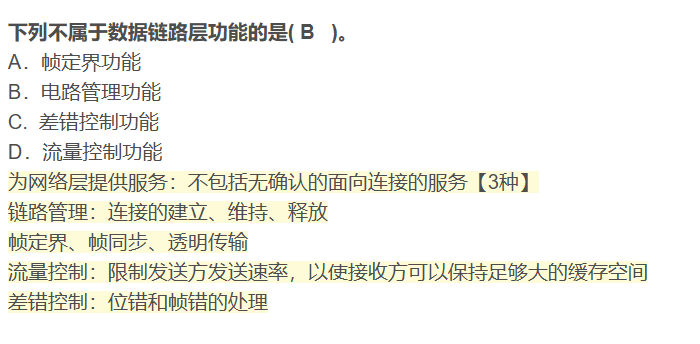 下列不属于数据链路层功能的是( B   )。
A．帧定界功能
B．电路管理功能
C. 差错控制功能
D．流量控制功能
为网络层提供服务：不包括无确认的面向连接的服务【3种】
链路管理：连接的建立、维持、释放
帧定界、帧同步、透明传输
流量控制：限制发送方发送速率，以使接收方可以保持足够大的缓存空间
差错控制：位错和帧错的处理